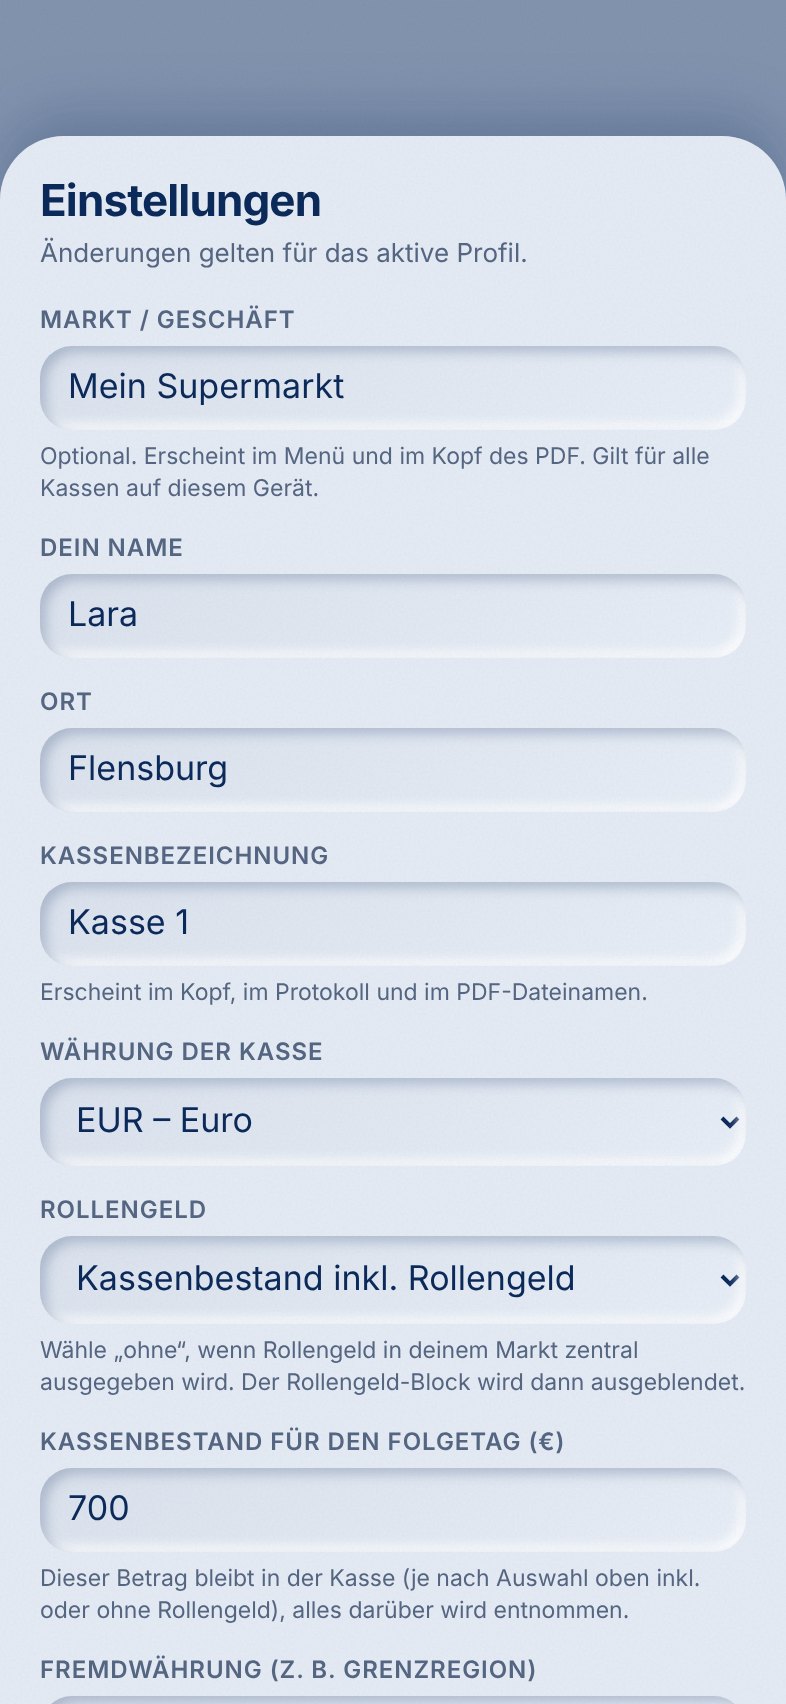 Einstellungen
Änderungen gelten für das aktive Profil.
MARKT / GESCHÄFT
Mein Supermarkt
Optional. Erscheint im Menü und im Kopf des PDF. Gilt für alle
Kassen auf diesem Gerät.
DEIN NAME
Lara
ORT
Flensburg
KASSENBEZEICHNUNG
Kasse 1
Erscheint im Kopf, im Protokoll und im PDF-Dateinamen.
WÄHRUNG DER KASSE
EUR – Euro
ROLLENGELD
Kassenbestand inkl. Rollengeld
Wähle „ohne“, wenn Rollengeld in deinem Markt zentral
ausgegeben wird. Der Rollengeld-Block wird dann ausgeblendet.
KASSENBESTAND FÜR DEN FOLGETAG (€)
700
Dieser Betrag bleibt in der Kasse (je nach Auswahl oben inkl.
oder ohne Rollengeld), alles darüber wird entnommen.
FREMDWÄHRUNG (Z. B. GRENZREGION)